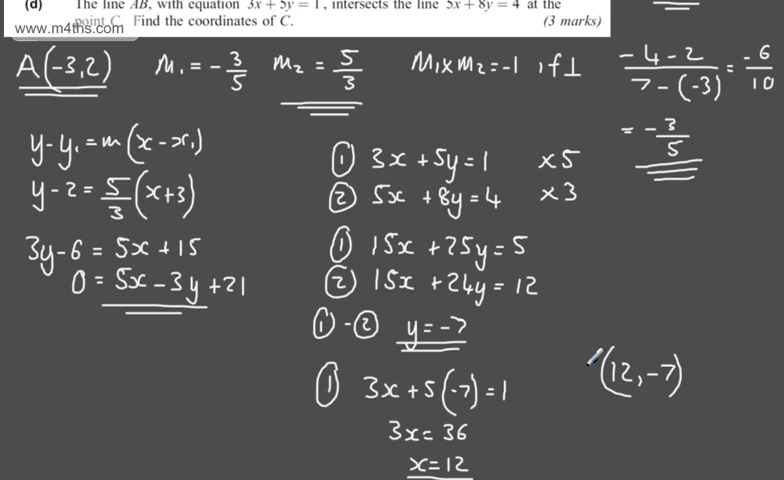 (d) The line AB, with equation 3x + 5y = 1, intersects the line 5x + 8y = 4 at the
point C. Find the coordinates of C. (3 marks)
www.m4ths.com
A(-3,2) M₁ = -3/5 M₂ = 5/3 M₁ x M₂ = -1 if ⊥
(-4-2)/(7-(-3)) = -6/10
= -3/5
y - y₁ = m(x - x₁)
y - 2 = 5/3(x+3)
3y - 6 = 5x + 15
0 = 5x - 3y + 21
① 3x + 5y = 1 x5
② 5x + 8y = 4 x3
① 15x + 25y = 5
② 15x + 24y = 12
① - ② y = -7
① 3x + 5(-7) = 1
3x = 36
x = 12
(12, -7)